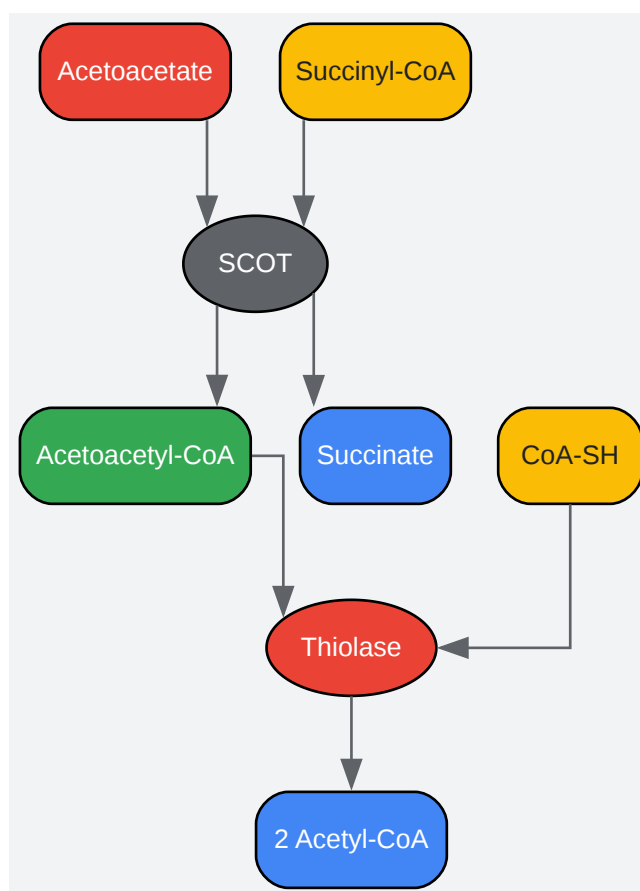 Acetoacetate
Succinyl-CoA
SCOT
Acetoacetyl-CoA
Succinate
CoA-SH
Thiolase
2 Acetyl-CoA